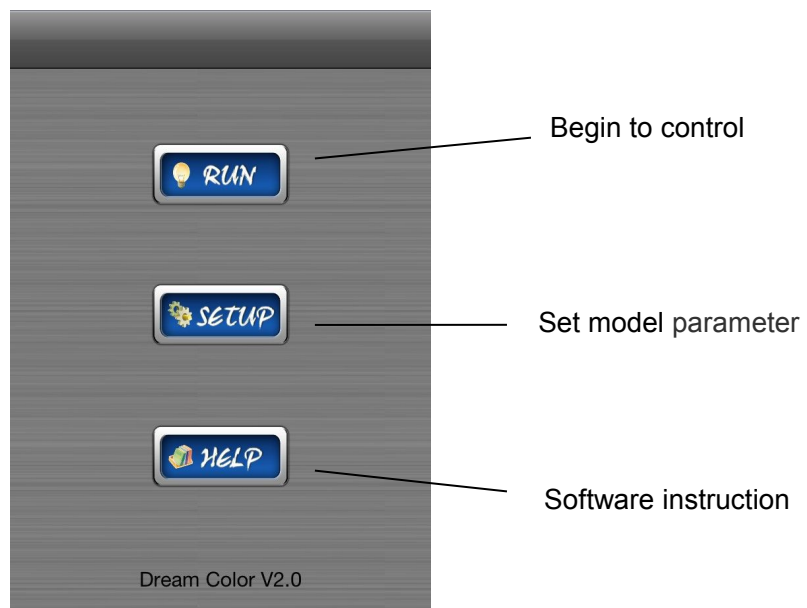 RUN
Begin to control
SETUP
Set model parameter
HELP
Software instruction
Dream Color V2.0